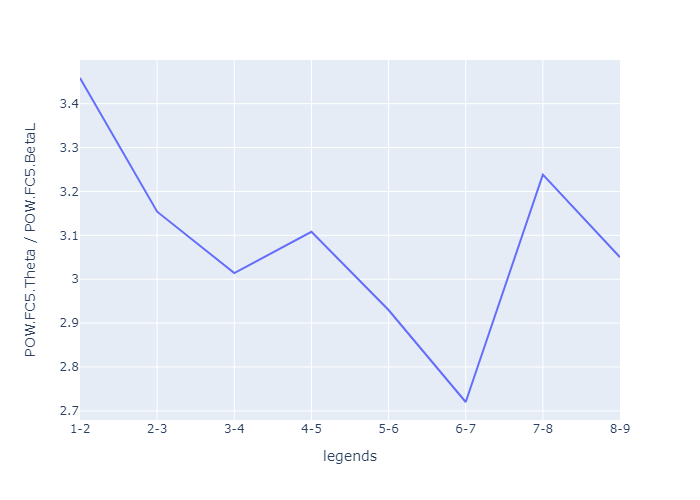 POW.FC5.Theta / POW.FC5.BetaL
3.4
3.3
3.2
3.1
3
2.9
2.8
2.7
1-2 2-3 3-4 4-5 5-6 6-7 7-8 8-9
legends